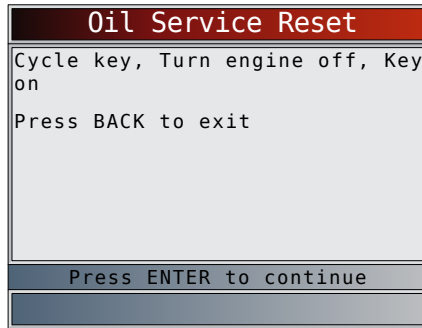 Oil Service Reset
Cycle key, Turn engine off, Key
on
Press BACK to exit
Press ENTER to continue